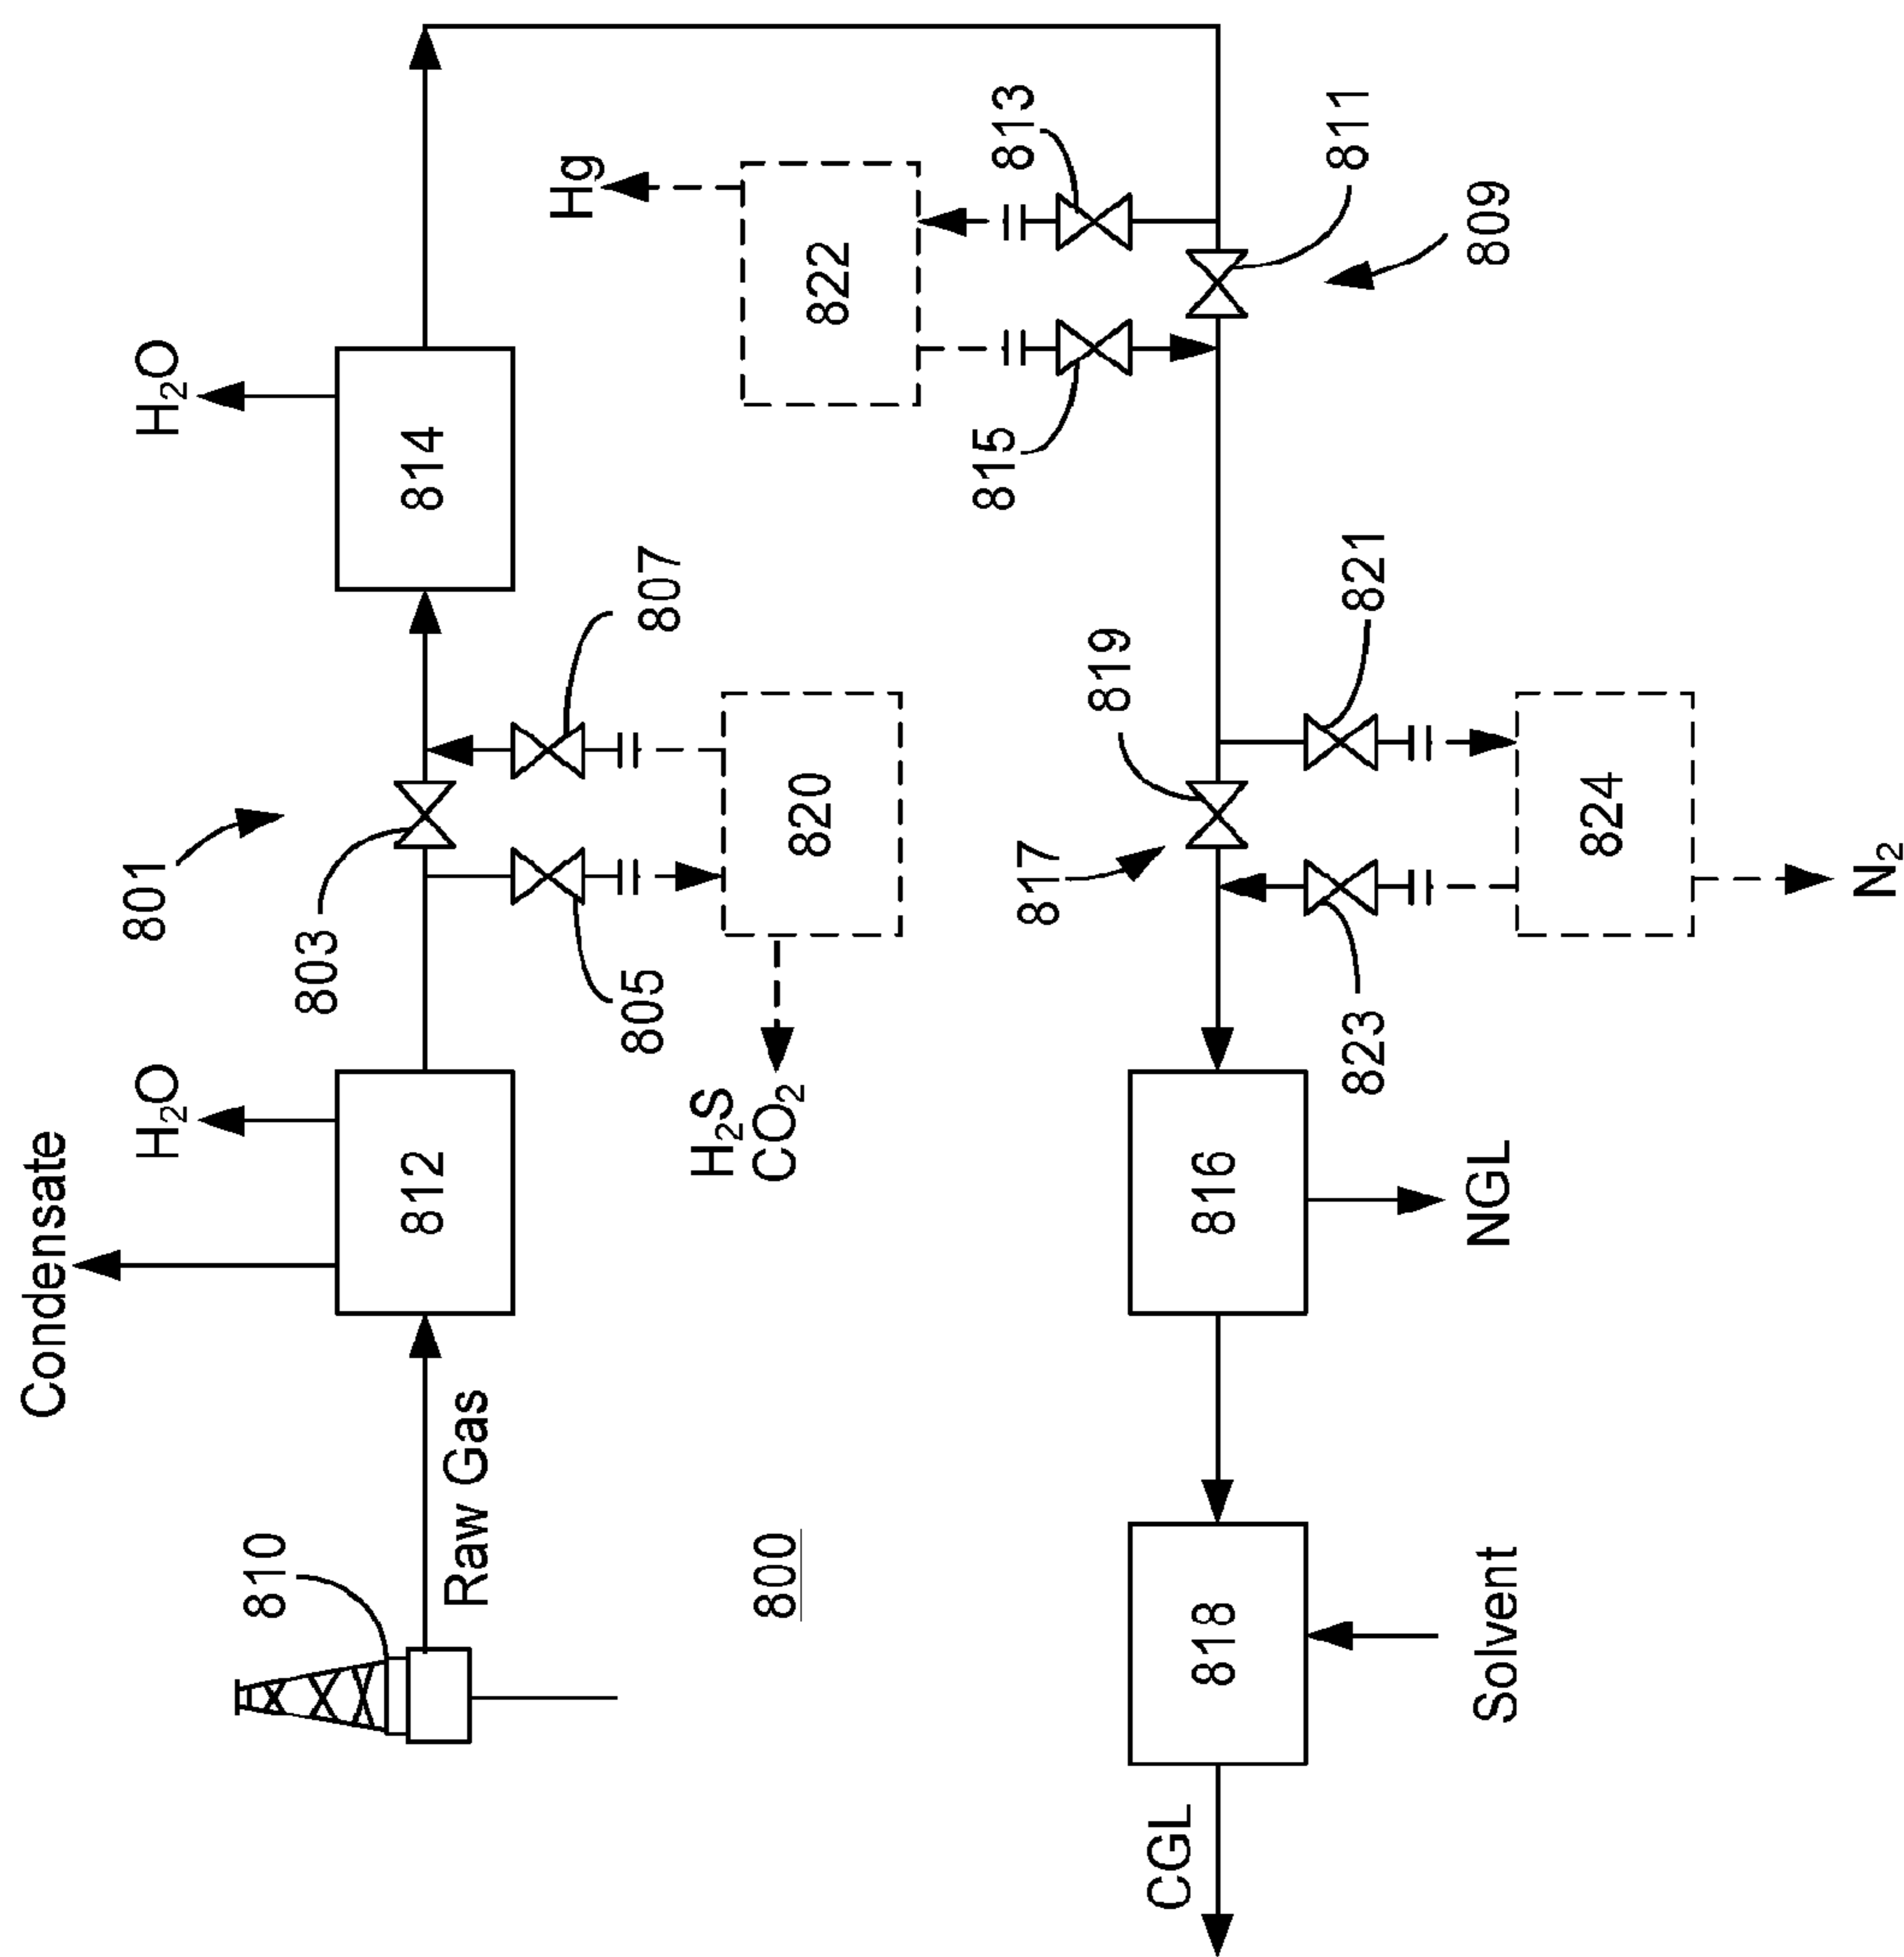 Condensate
H₂O
H₂O
801
803
812
814
810
Raw Gas
805
807
H₂S
CO₂
820
800
Hg
822
813
815
811
809
819
817
821
823
824
N₂
816
NGL
818
Solvent
CGL